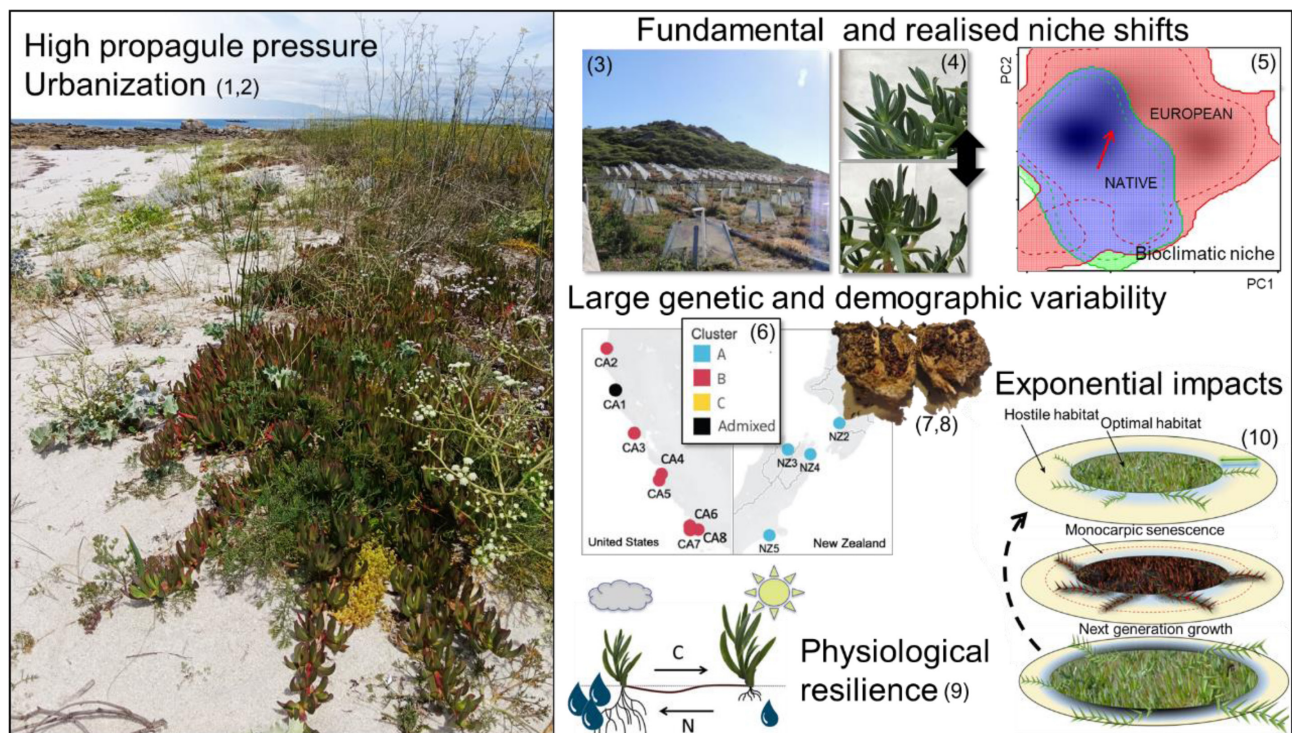 High propagule pressure
Urbanization (1,2)
Fundamental and realised niche shifts
(3)
(4)
(5)
PC2
EUROPEAN
NATIVE
Bioclimatic niche
PC1
Large genetic and demographic variability
(6)
Cluster
A
B
C
Admixed
CA2
CA1
CA3
CA4
CA5
CA6
CA7 CA8
United States
NZ2
NZ3
NZ4
NZ5
New Zealand
(7,8)
Exponential impacts
Hostile habitat
Optimal habitat
(10)
Monocarpic senescence
Next generation growth
C
N
Physiological
resilience (9)